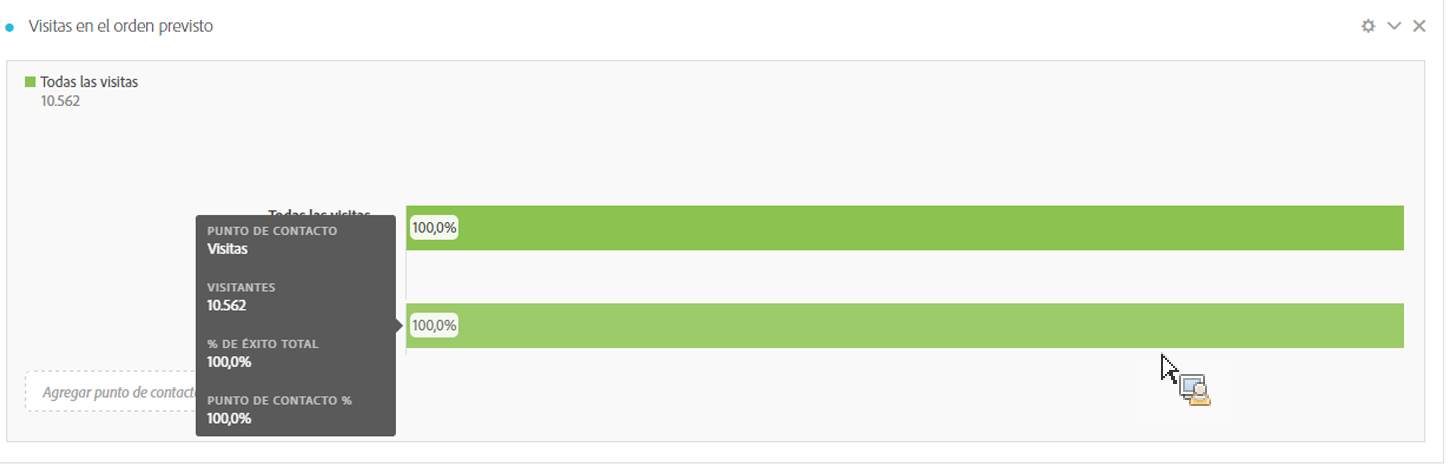 Visitas en el orden previsto
Todas las visitas
10.562
Todas las visitas
100,0%
PUNTO DE CONTACTO
Visitas
VISITANTES
10.562
% DE ÉXITO TOTAL
100,0%
PUNTO DE CONTACTO %
100,0%
100,0%
Agregar punto de contacto